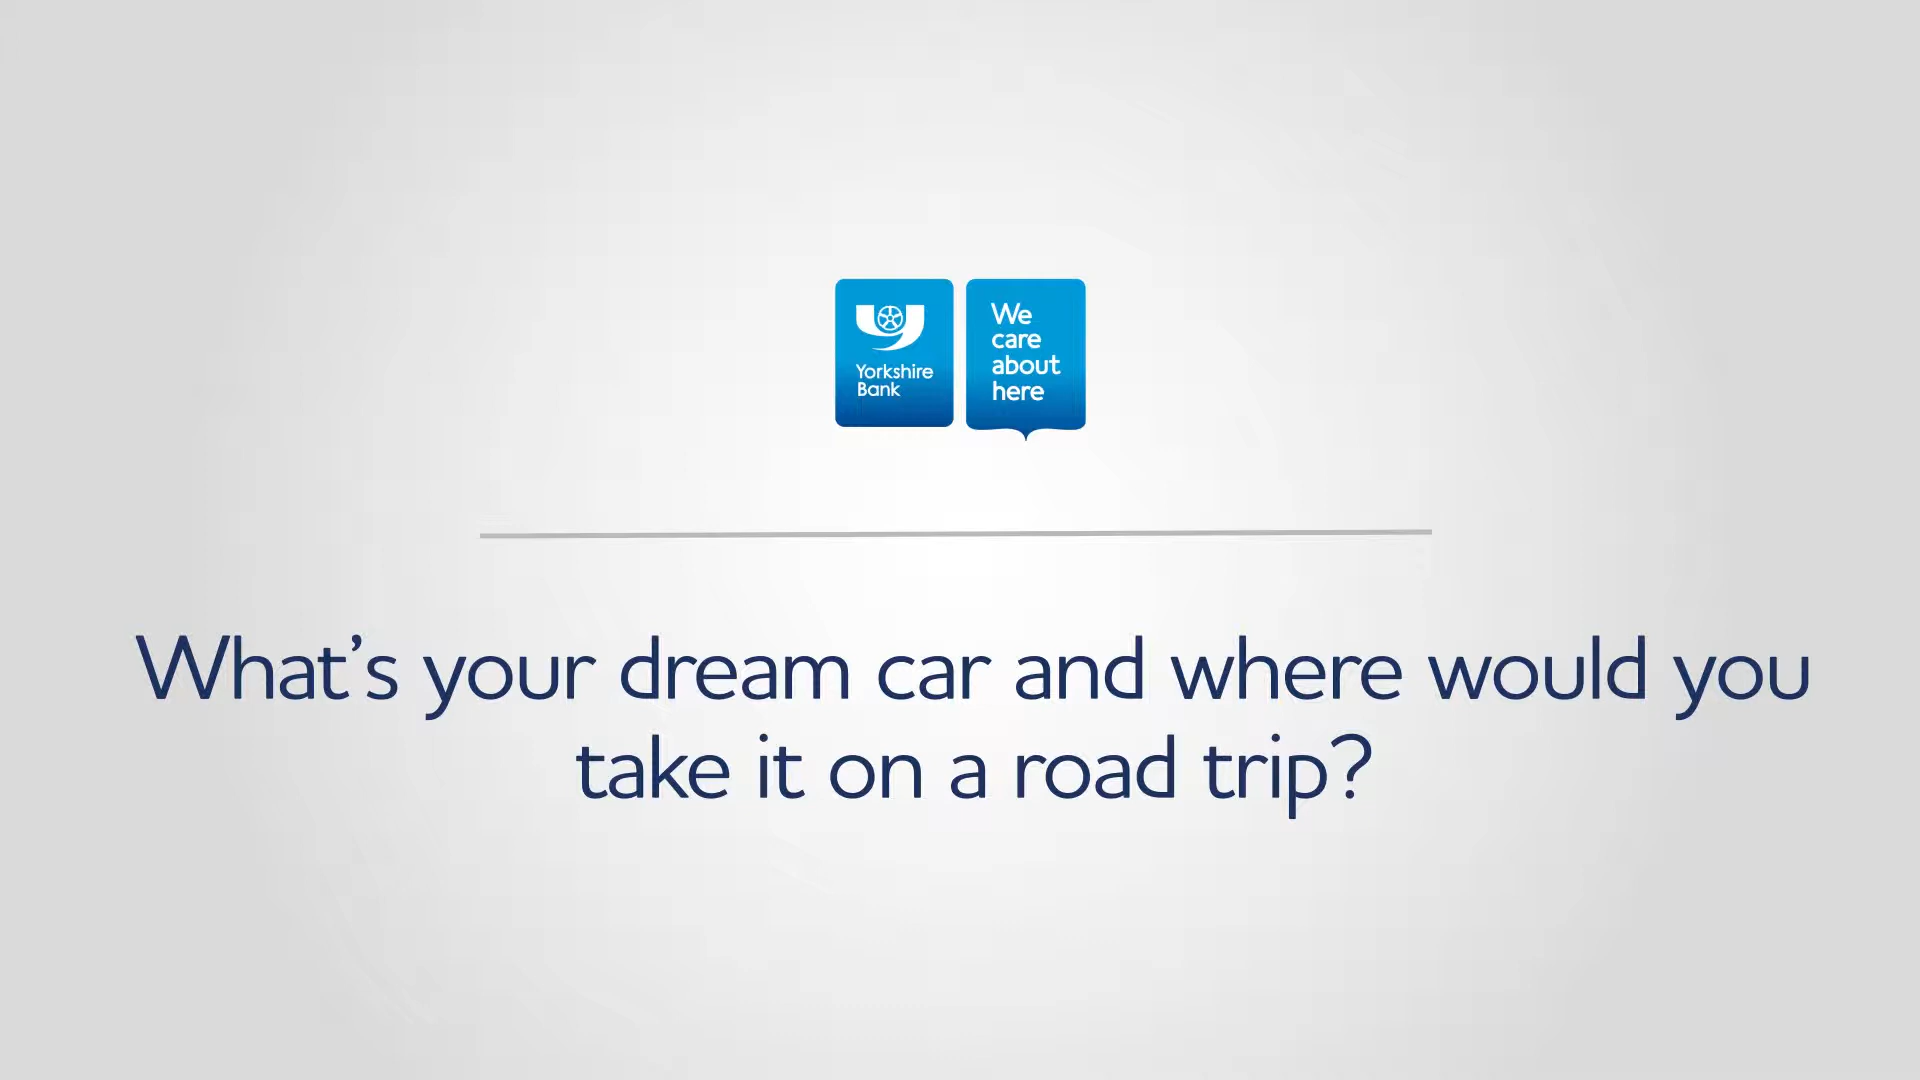 Yorkshire
Bank
We
care
about
here
What’s your dream car and where would you
take it on a road trip?